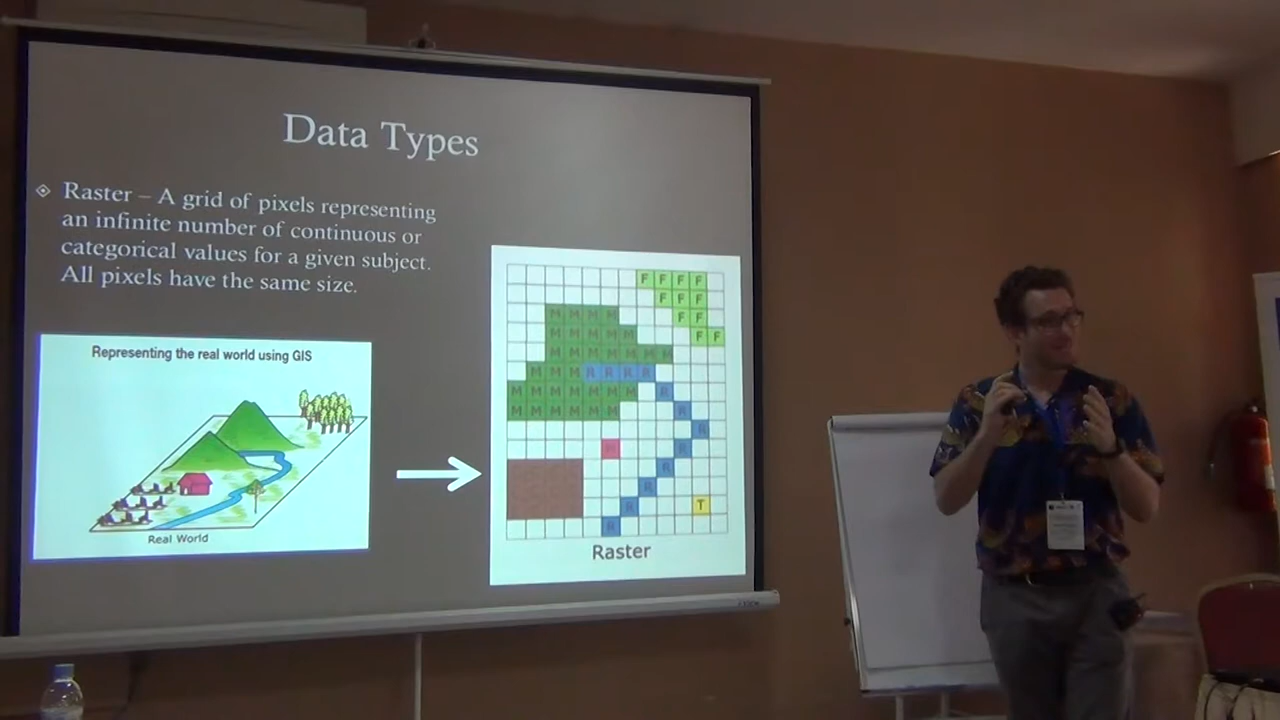 Data Types
Raster – A grid of pixels representing
an infinite number of continuous or
categorical values for a given subject.
All pixels have the same size.
Representing the real world using GIS
Real World
F F F F
F F F
M M M M F F
M M M M M F F
M M M M M M M
M M M R R R R
M M M M M M M R
M M M M M M R
R
R
R
R
R T
R
Raster